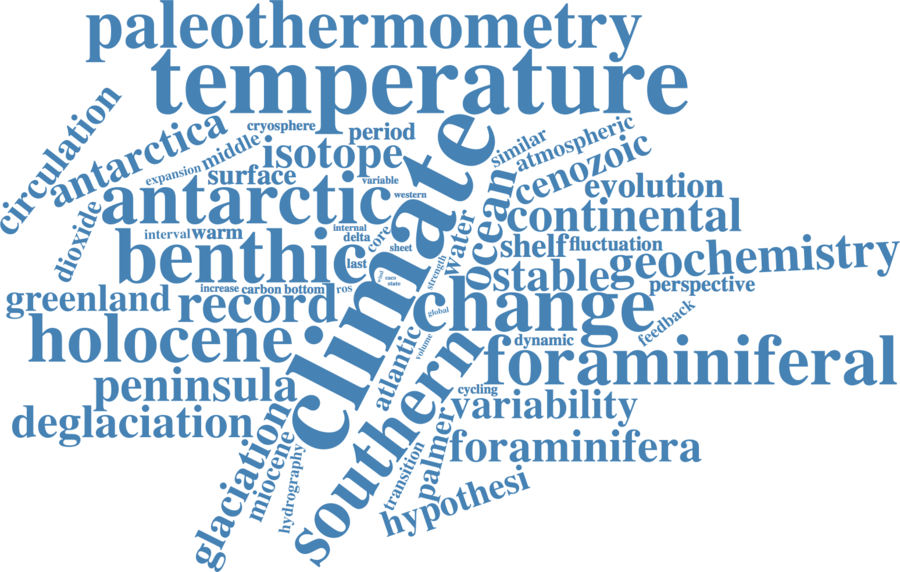 paleothermometry
temperature
circulation
antarctica
cryosphere
period
climate
similar
atmospheric
middle
isotope
cenozoic
expansion
surface
variable
evolution
dioxide
antarctic
western
ocean
continental
interval
warm
internal
delta
core
water
shelf
fluctuation
benthic
last
sheet
strength
stable
geochemistry
perspective
greenland
record
increase
carbon
bottom
ros
state
change
global
feedback
holocene
volume
atlantic
southern
dynamic
foraminiferal
peninsula
cycling
variability
deglaciation
glaciation
miocene
hydrography
transition
palmer
foraminifera
hypothesi